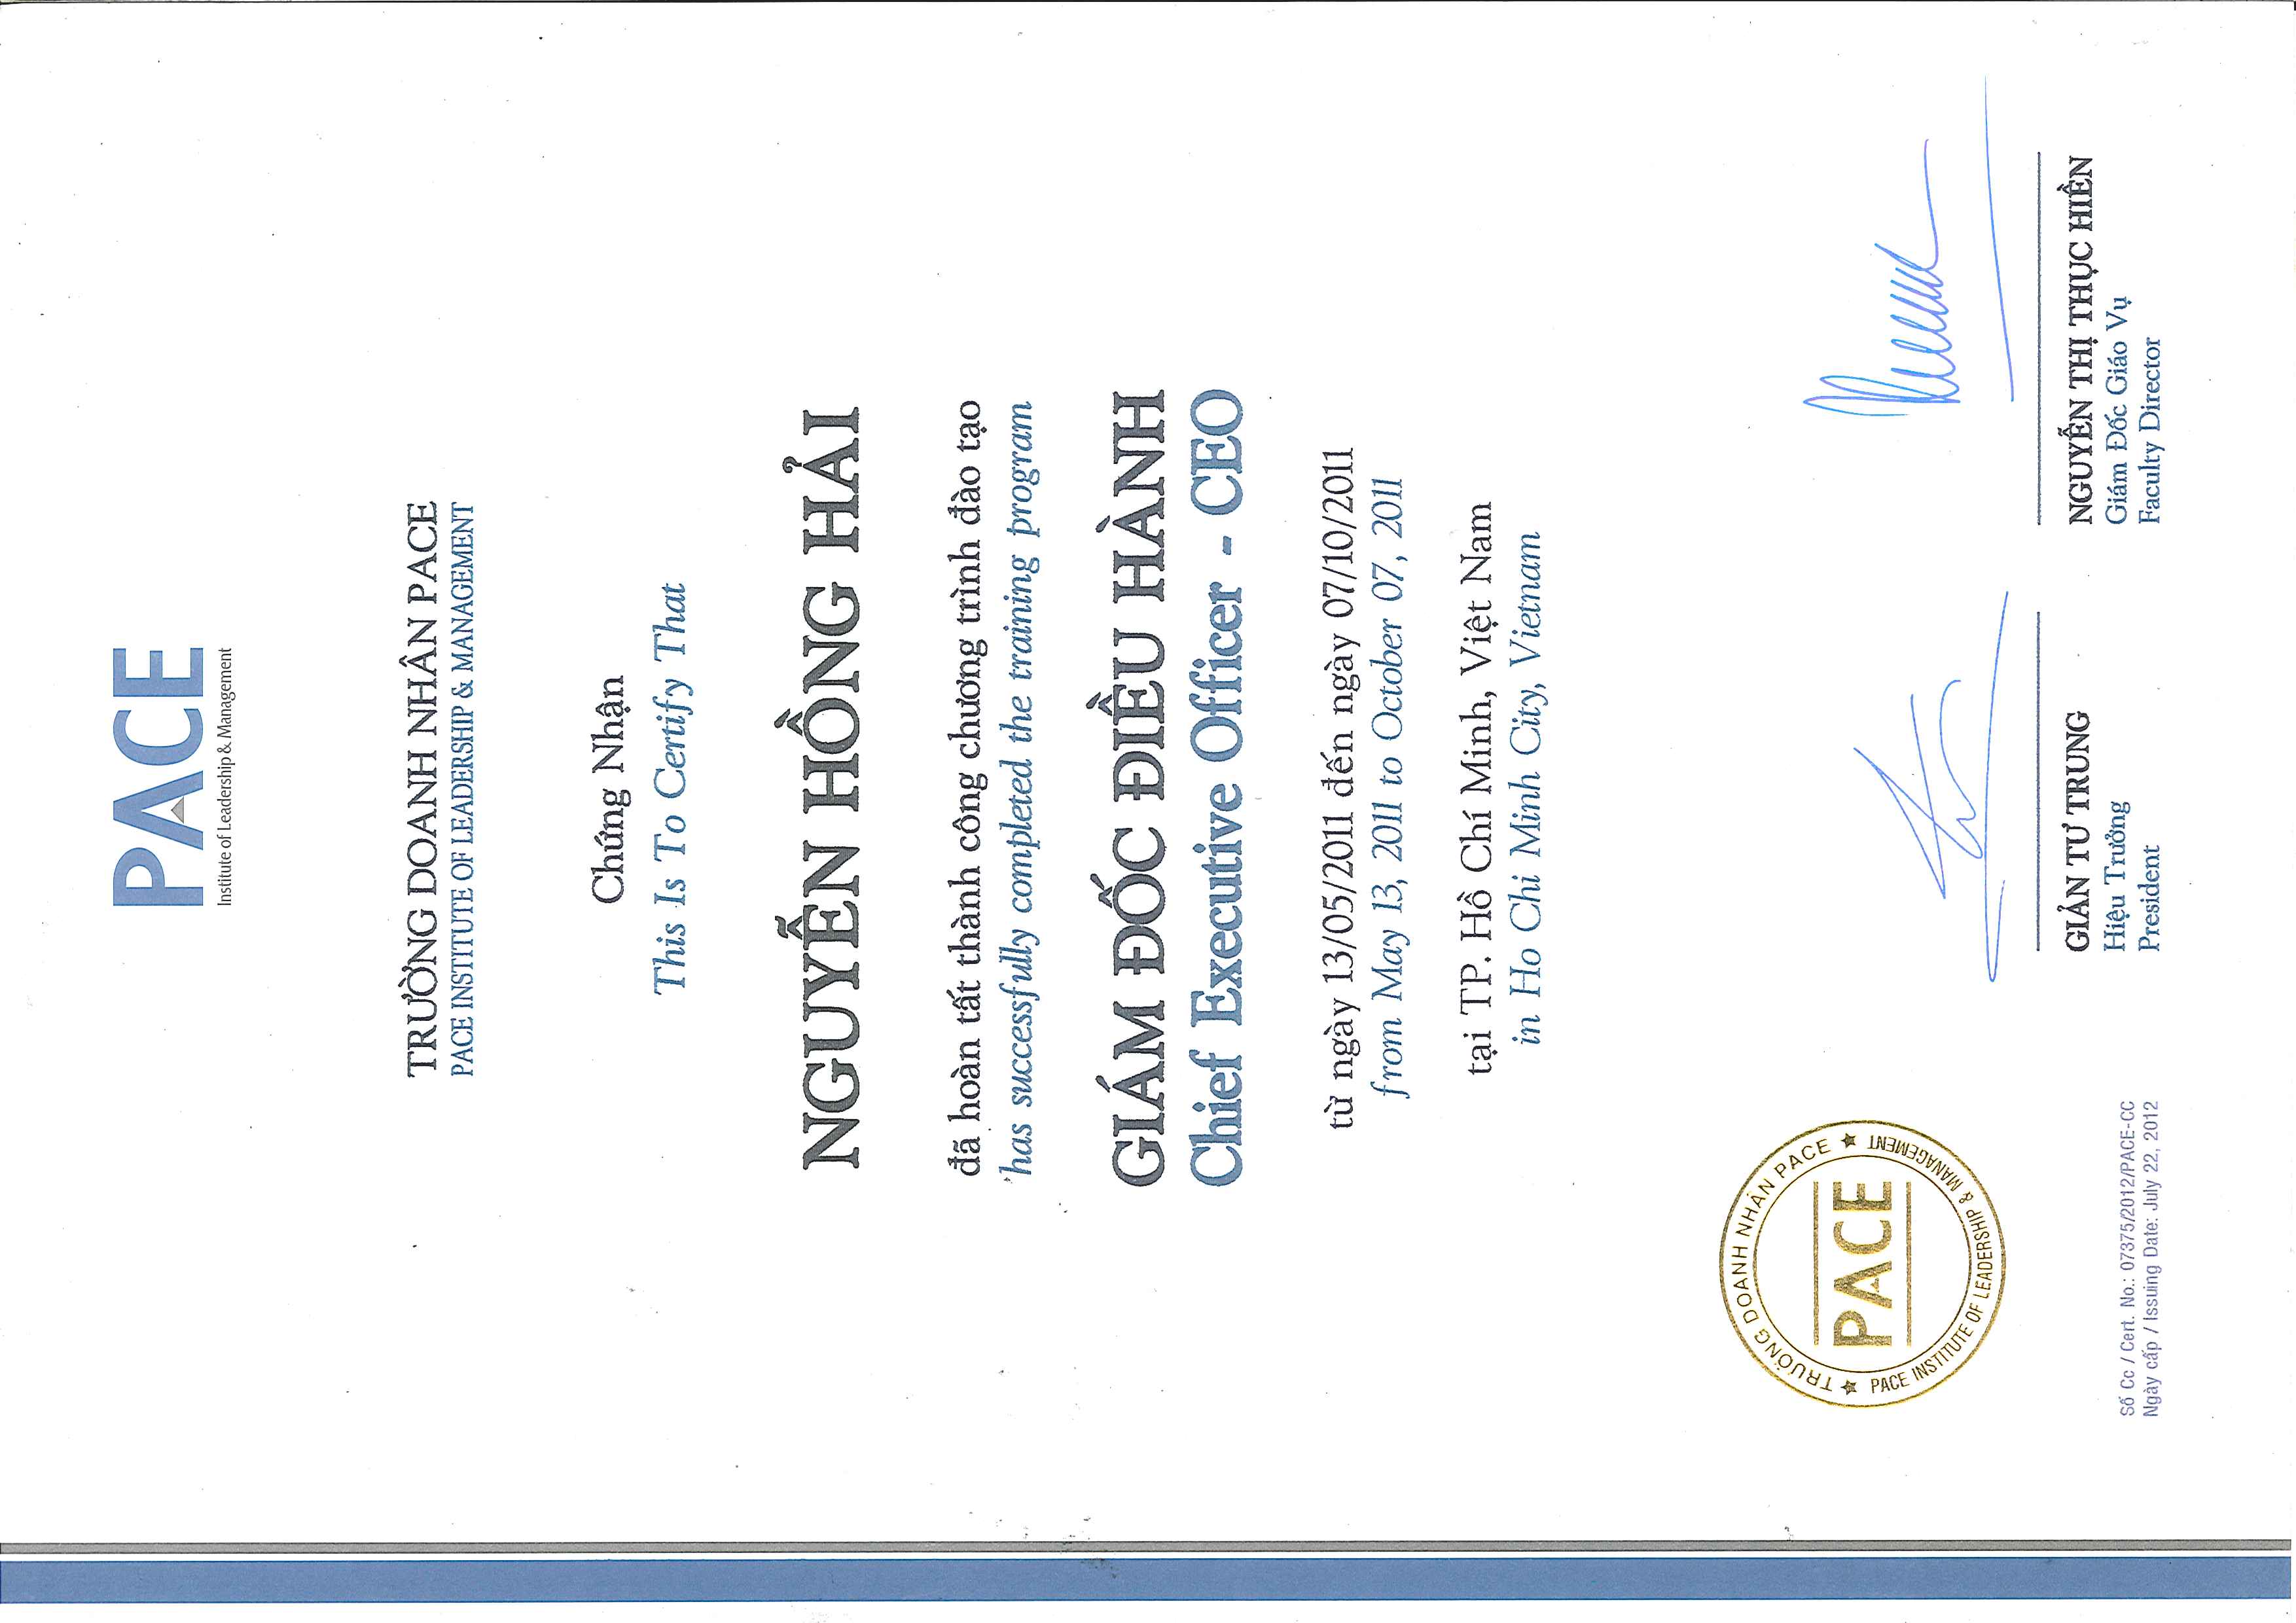 PACE
Institute of Leadership & Management
TRƯỜNG DOANH NHÂN PACE
PACE INSTITUTE OF LEADERSHIP & MANAGEMENT
Chứng Nhận
This Is To Certify That
NGUYỄN HỒNG HẢI
đã hoàn tất thành công chương trình đào tạo
has successfully completed the training program
GIÁM ĐỐC ĐIỀU HÀNH
Chief Executive Officer - CEO
từ ngày 13/05/2011 đến ngày 07/10/2011
from May 13, 2011 to October 07, 2011
tại TP. Hồ Chí Minh, Việt Nam
in Ho Chi Minh City, Vietnam
TRƯỜNG DOANH NHÂN PACE
PACE
PACE INSTITUTE OF LEADERSHIP & MANAGEMENT
Số Cc / Cert. No.: 07375/2012/PACE-CC
Ngày cấp / Issuing Date: July 22, 2012
GIẢN TƯ TRUNG
Hiệu Trưởng
President
NGUYỄN THỊ THỤC HIỀN
Giám Đốc Giáo Vụ
Faculty Director